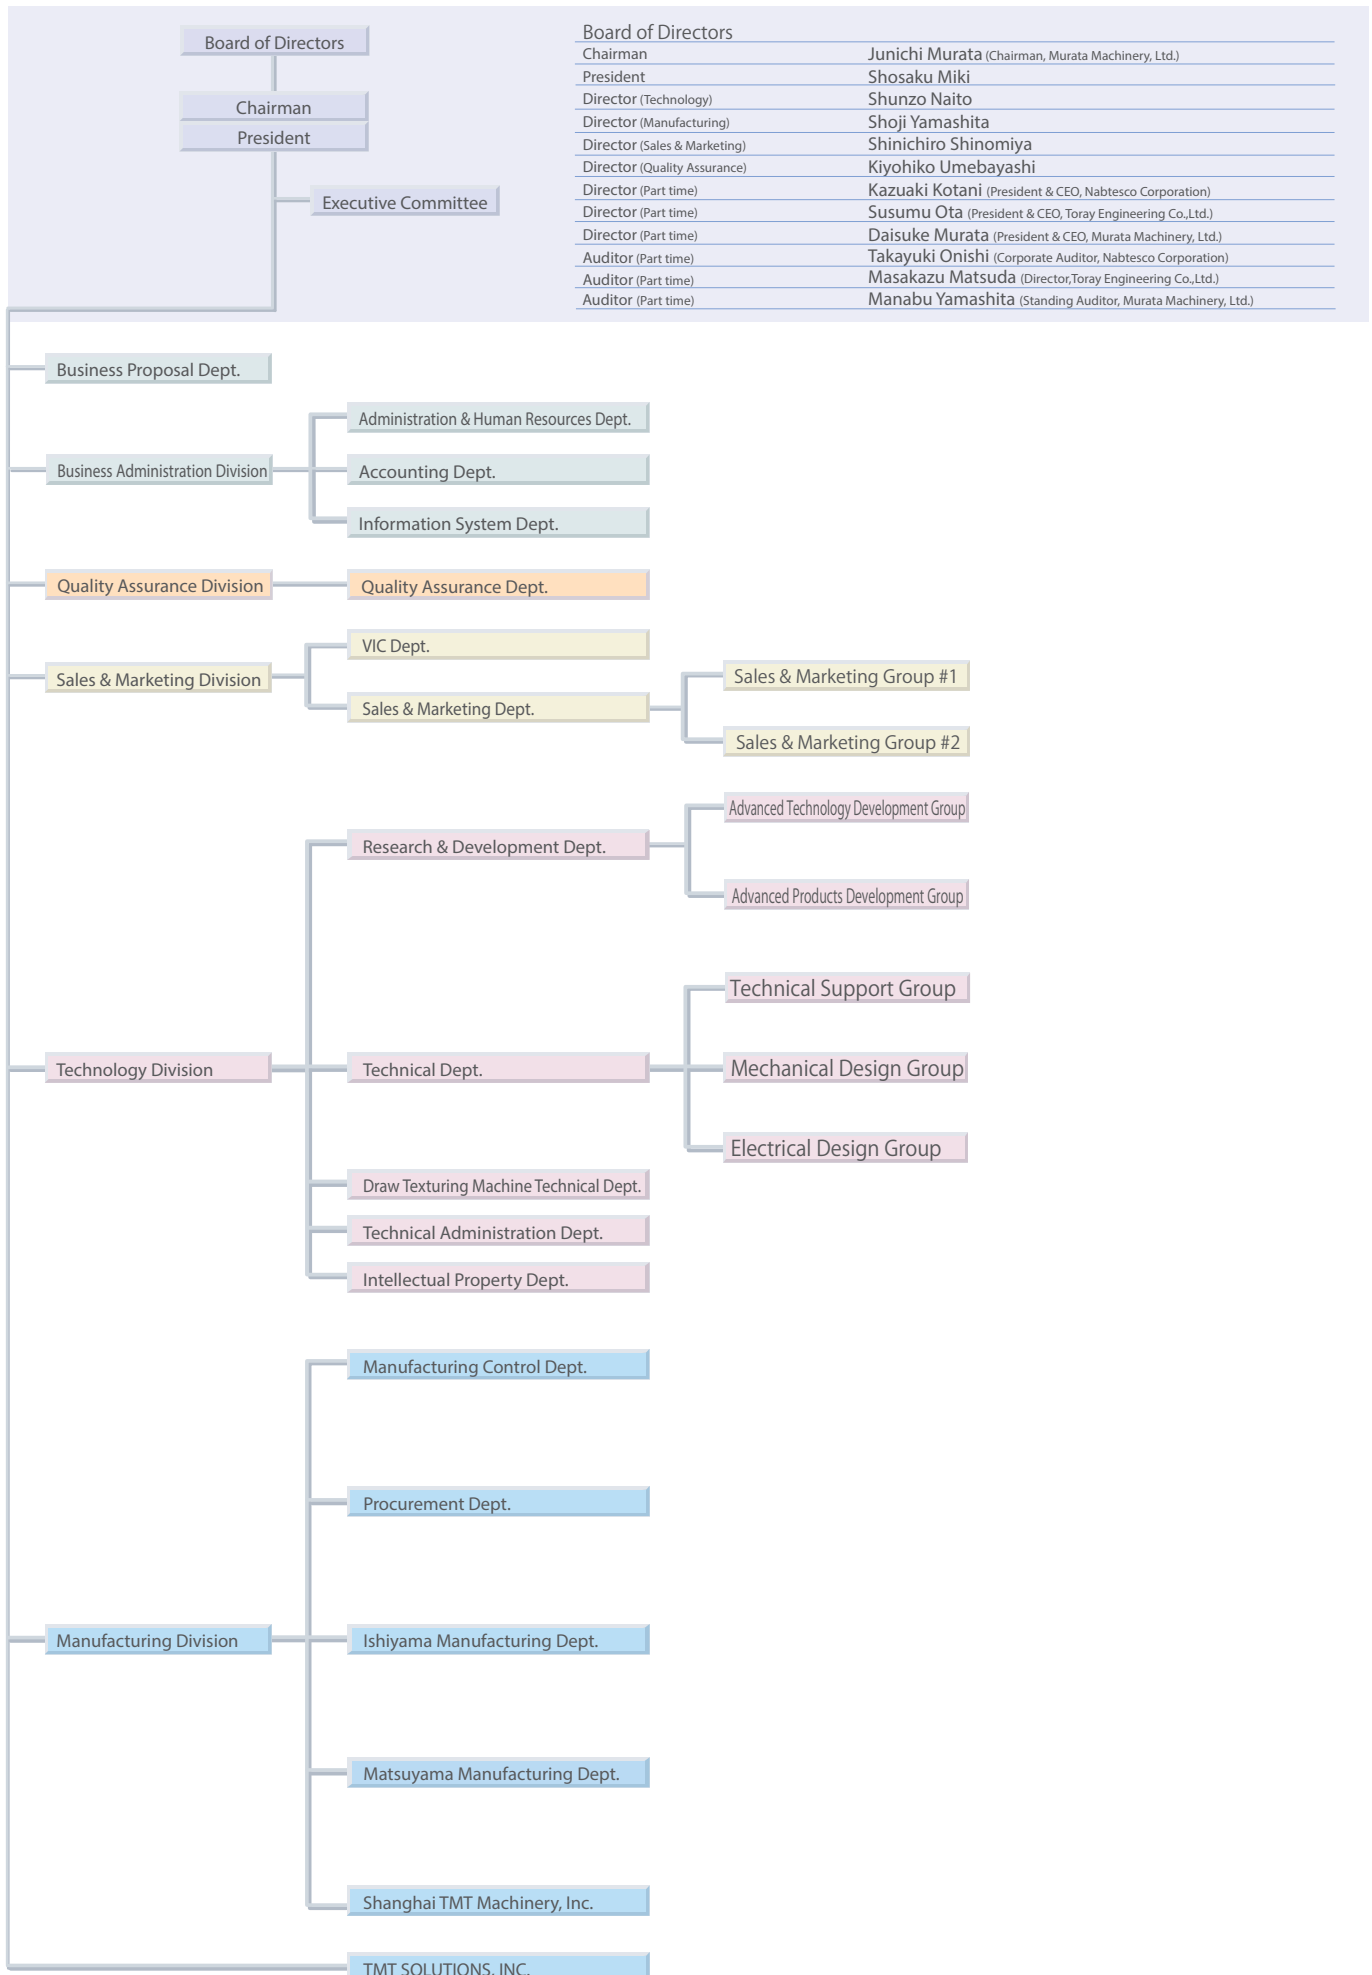 Board of Directors
Chairman
President
Executive Committee
Board of Directors
Chairman Junichi Murata (Chairman, Murata Machinery, Ltd.)
President Shosaku Miki
Director (Technology) Shunzo Naito
Director (Manufacturing) Shoji Yamashita
Director (Sales & Marketing) Shinichiro Shinomiya
Director (Quality Assurance) Kiyohiko Umebayashi
Director (Part time) Kazuaki Kotani (President & CEO, Nabtesco Corporation)
Director (Part time) Susumu Ota (President & CEO, Toray Engineering Co.,Ltd.)
Director (Part time) Daisuke Murata (President & CEO, Murata Machinery, Ltd.)
Auditor (Part time) Takayuki Onishi (Corporate Auditor, Nabtesco Corporation)
Auditor (Part time) Masakazu Matsuda (Director,Toray Engineering Co.,Ltd.)
Auditor (Part time) Manabu Yamashita (Standing Auditor, Murata Machinery, Ltd.)
Business Proposal Dept.
Administration & Human Resources Dept.
Business Administration Division
Accounting Dept.
Information System Dept.
Quality Assurance Division
Quality Assurance Dept.
VIC Dept.
Sales & Marketing Division
Sales & Marketing Dept.
Sales & Marketing Group #1
Sales & Marketing Group #2
Advanced Technology Development Group
Research & Development Dept.
Advanced Products Development Group
Technical Support Group
Technology Division
Technical Dept.
Mechanical Design Group
Electrical Design Group
Draw Texturing Machine Technical Dept.
Technical Administration Dept.
Intellectual Property Dept.
Manufacturing Control Dept.
Procurement Dept.
Manufacturing Division
Ishiyama Manufacturing Dept.
Matsuyama Manufacturing Dept.
Shanghai TMT Machinery, Inc.
TMT SOLUTIONS, INC.